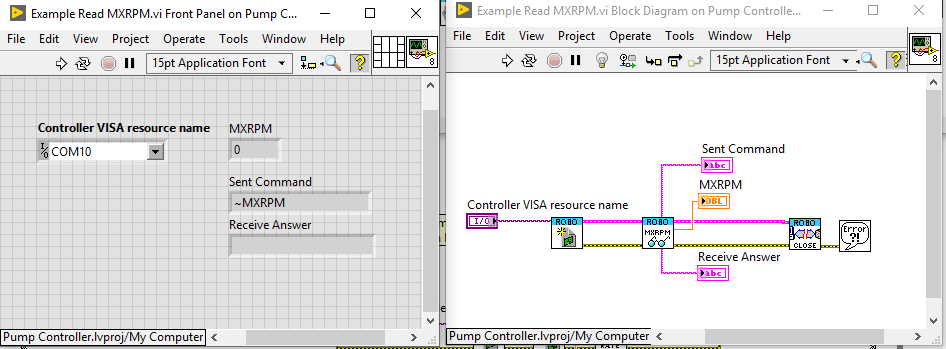 Example Read MXRPM.vi Front Panel on Pump C...
File Edit View Project Operate Tools Window Help
15pt Application Font
?
8
Controller VISA resource name
I/O COM10
MXRPM
0
Sent Command
~MXRPM
Receive Answer
Pump Controller.lvproj/My Computer
Example Read MXRPM.vi Block Diagram on Pump Controlle...
File Edit View Project Operate Tools Window Help
15pt Application Font
?
8
Sent Command
abc
MXRPM
DBL
Controller VISA resource name
I/O
ROBO
ROBO
MXRPM
ROBO
CLOSE
Error
?!
Receive Answer
abc
Pump Controller.lvproj/My Computer